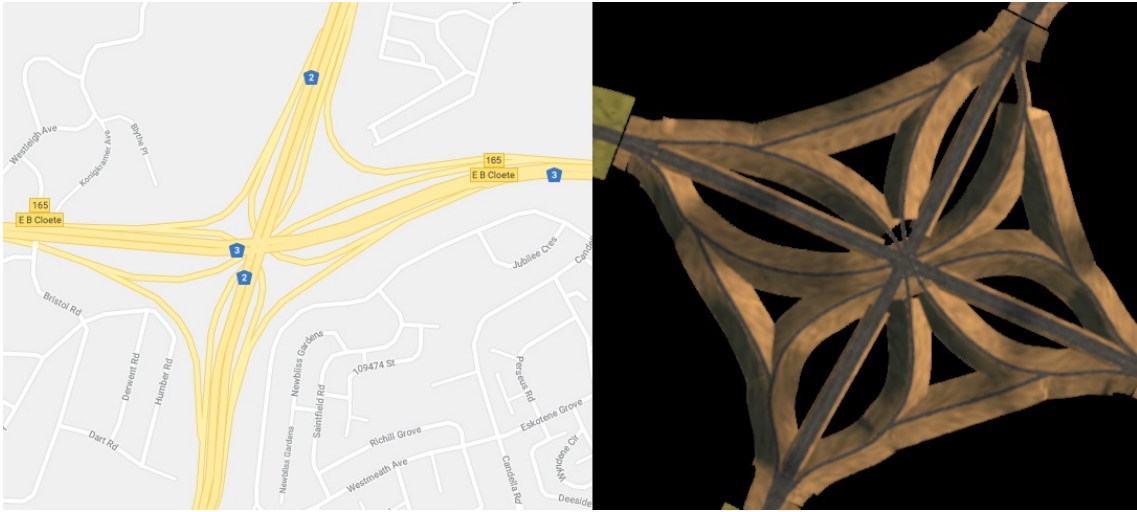 2
Westleigh Ave
Konigkramer Ave
Blythe Pl
165
E B Cloete
3
165
E B Cloete
3
2
Jubilee Cres
Bristol Rd
Derwent Rd
Humber Rd
Dart Rd
Newbliss Gardens
109474 St
Saintfield Rd
Newbliss Gardens
Perseus Rd
Eskotene Grove
Richill Grove
Westmeath Ave
Candella Rd
Deeside